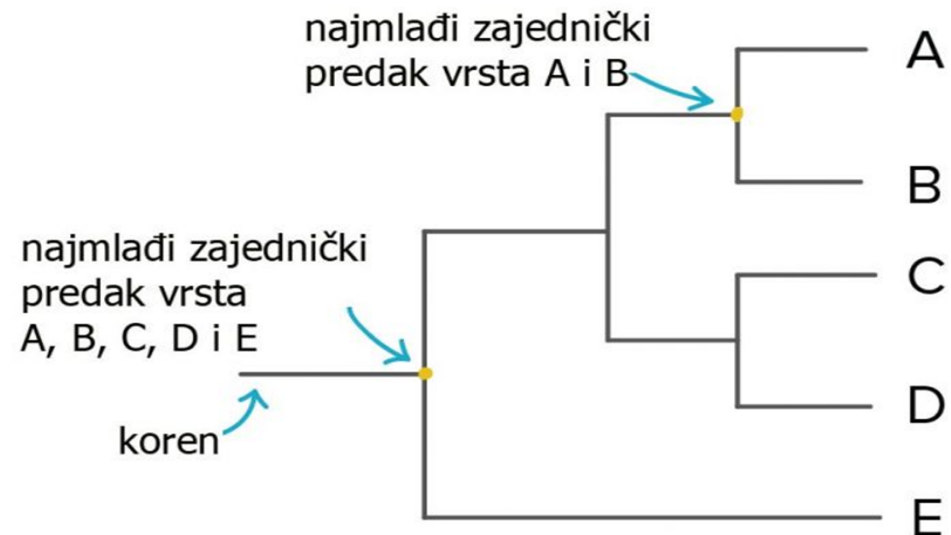 najmlađi zajednički
predak vrsta A i B
A
B
najmlađi zajednički
predak vrsta
A, B, C, D i E
koren
C
D
E